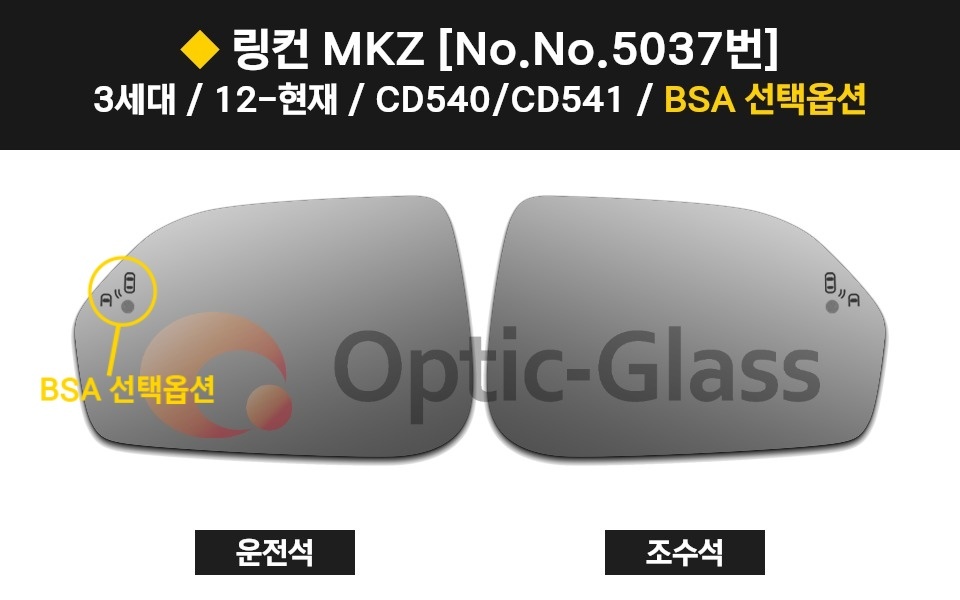 ◆ 링컨 MKZ [No.No.5037번]
3세대 / 12-현재 / CD540/CD541 / BSA 선택옵션
BSA 선택옵션
Optic-Glass
운전석
조수석